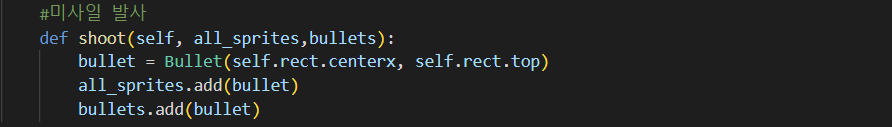 #미사일 발사
def shoot(self, all_sprites,bullets):
bullet = Bullet(self.rect.centerx, self.rect.top)
all_sprites.add(bullet)
bullets.add(bullet)